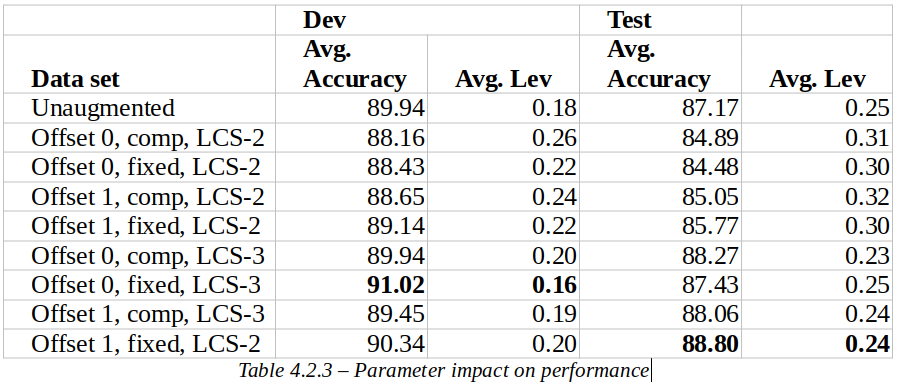 Dev Test
Avg. Avg.
Data set Accuracy Avg. Lev Accuracy Avg. Lev
Unaugmented 89.94 0.18 87.17 0.25
Offset 0, comp, LCS-2 88.16 0.26 84.89 0.31
Offset 0, fixed, LCS-2 88.43 0.22 84.48 0.30
Offset 1, comp, LCS-2 88.65 0.24 85.05 0.32
Offset 1, fixed, LCS-2 89.14 0.22 85.77 0.30
Offset 0, comp, LCS-3 89.94 0.20 88.27 0.23
Offset 0, fixed, LCS-3 91.02 0.16 87.43 0.25
Offset 1, comp, LCS-3 89.45 0.19 88.06 0.24
Offset 1, fixed, LCS-2 90.34 0.20 88.80 0.24
Table 4.2.3 – Parameter impact on performance